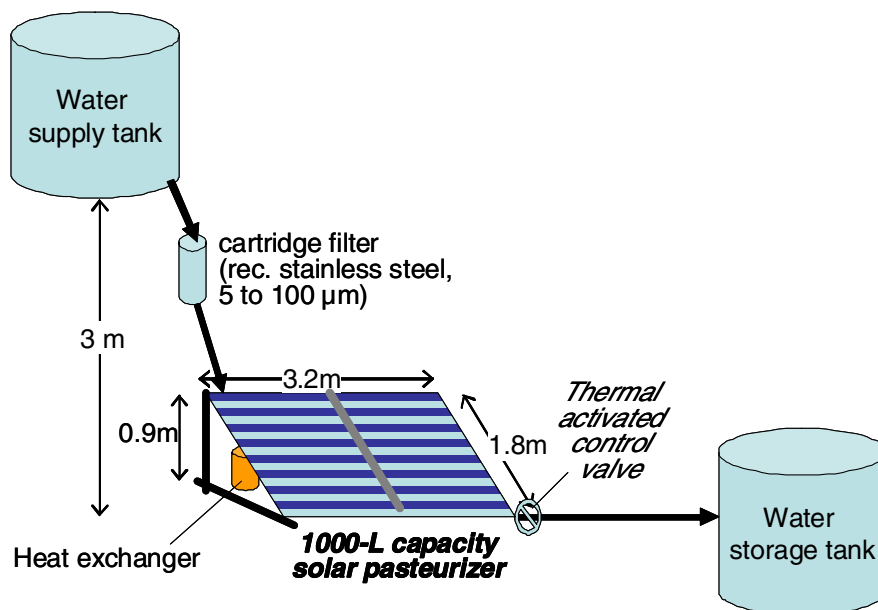 Water
supply tank
cartridge filter
(rec. stainless steel,
5 to 100 µm)
3 m
3.2m
0.9m
1.8m
Thermal
activated
control
valve
Heat exchanger
1000-L capacity
solar pasteurizer
Water
storage tank